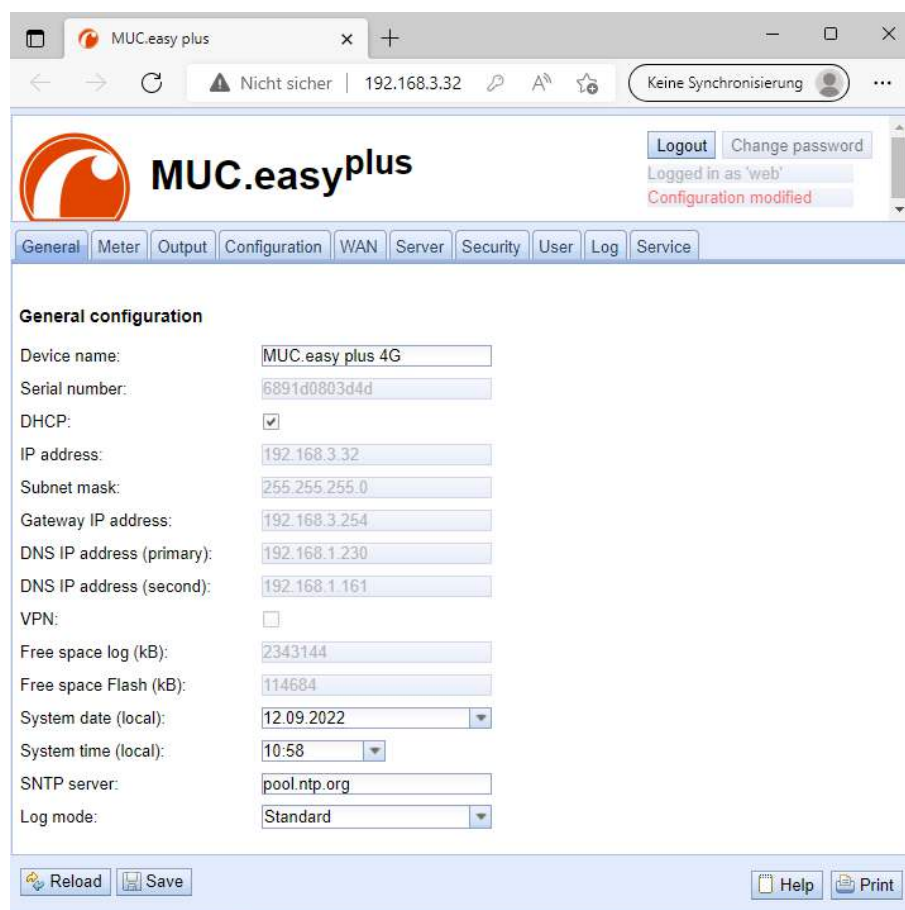 MUC.easy plus
Nicht sicher | 192.168.3.32 Keine Synchronisierung
MUC.easyplus
Logout Change password
Logged in as 'web'
Configuration modified
General Meter Output Configuration WAN Server Security User Log Service
General configuration
Device name: MUC.easy plus 4G
Serial number: 6891d0803d4d
DHCP:
IP address: 192.168.3.32
Subnet mask: 255.255.255.0
Gateway IP address: 192.168.3.254
DNS IP address (primary): 192.168.1.230
DNS IP address (second): 192.168.1.161
VPN:
Free space log (kB): 2343144
Free space Flash (kB): 114684
System date (local): 12.09.2022
System time (local): 10:58
SNTP server: pool.ntp.org
Log mode: Standard
Reload Save Help Print